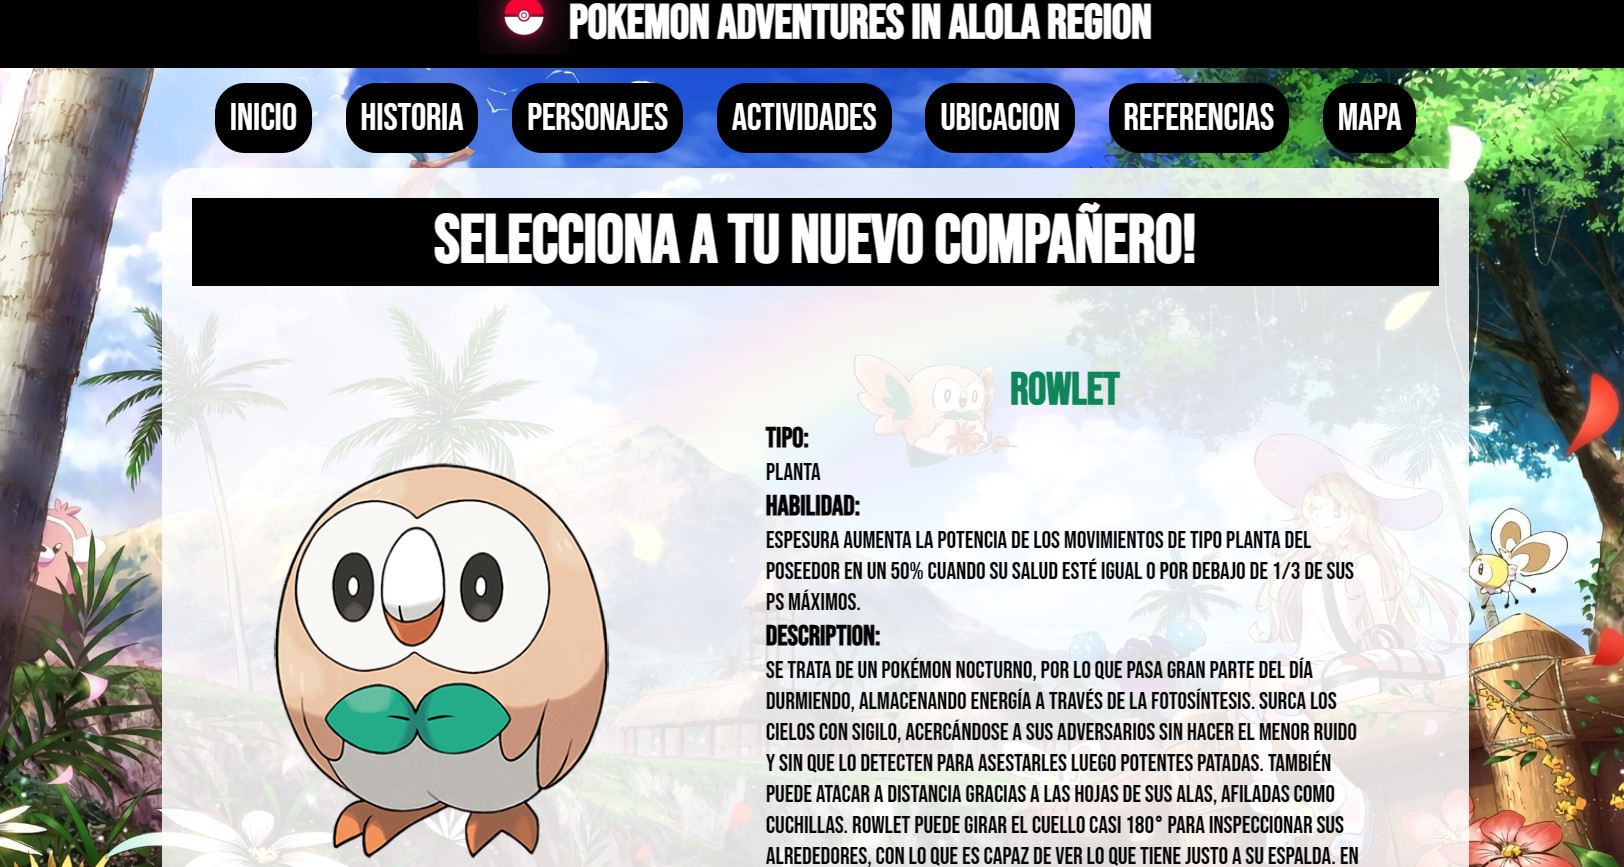 POKEMON ADVENTURES IN ALOLA REGION
INICIO HISTORIA PERSONAJES ACTIVIDADES UBICACION REFERENCIAS MAPA
SELECCIONA A TU NUEVO COMPAÑERO!
ROWLET
TIPO:
PLANTA
HABILIDAD:
ESPESURA AUMENTA LA POTENCIA DE LOS MOVIMIENTOS DE TIPO PLANTA DEL
POSEEDOR EN UN 50% CUANDO SU SALUD ESTÉ IGUAL O POR DEBAJO DE 1/3 DE SUS
PS MÁXIMOS.
DESCRIPTION:
SE TRATA DE UN POKÉMON NOCTURNO, POR LO QUE PASA GRAN PARTE DEL DÍA
DURMIENDO, ALMACENANDO ENERGÍA A TRAVÉS DE LA FOTOSÍNTESIS. SURCA LOS
CIELOS CON SIGILO, ACERCÁNDOSE A SUS ADVERSARIOS SIN HACER EL MENOR RUIDO
Y SIN QUE LO DETECTEN PARA ASESTARLES LUEGO POTENTES PATADAS. TAMBIÉN
PUEDE ATACAR A DISTANCIA GRACIAS A LAS HOJAS DE SUS ALAS, AFILADAS COMO
CUCHILLAS. ROWLET PUEDE GIRAR EL CUELLO CASI 180° PARA INSPECCIONAR SUS
ALREDEDORES, CON LO QUE ES CAPAZ DE VER LO QUE TIENE JUSTO A SU ESPALDA. EN